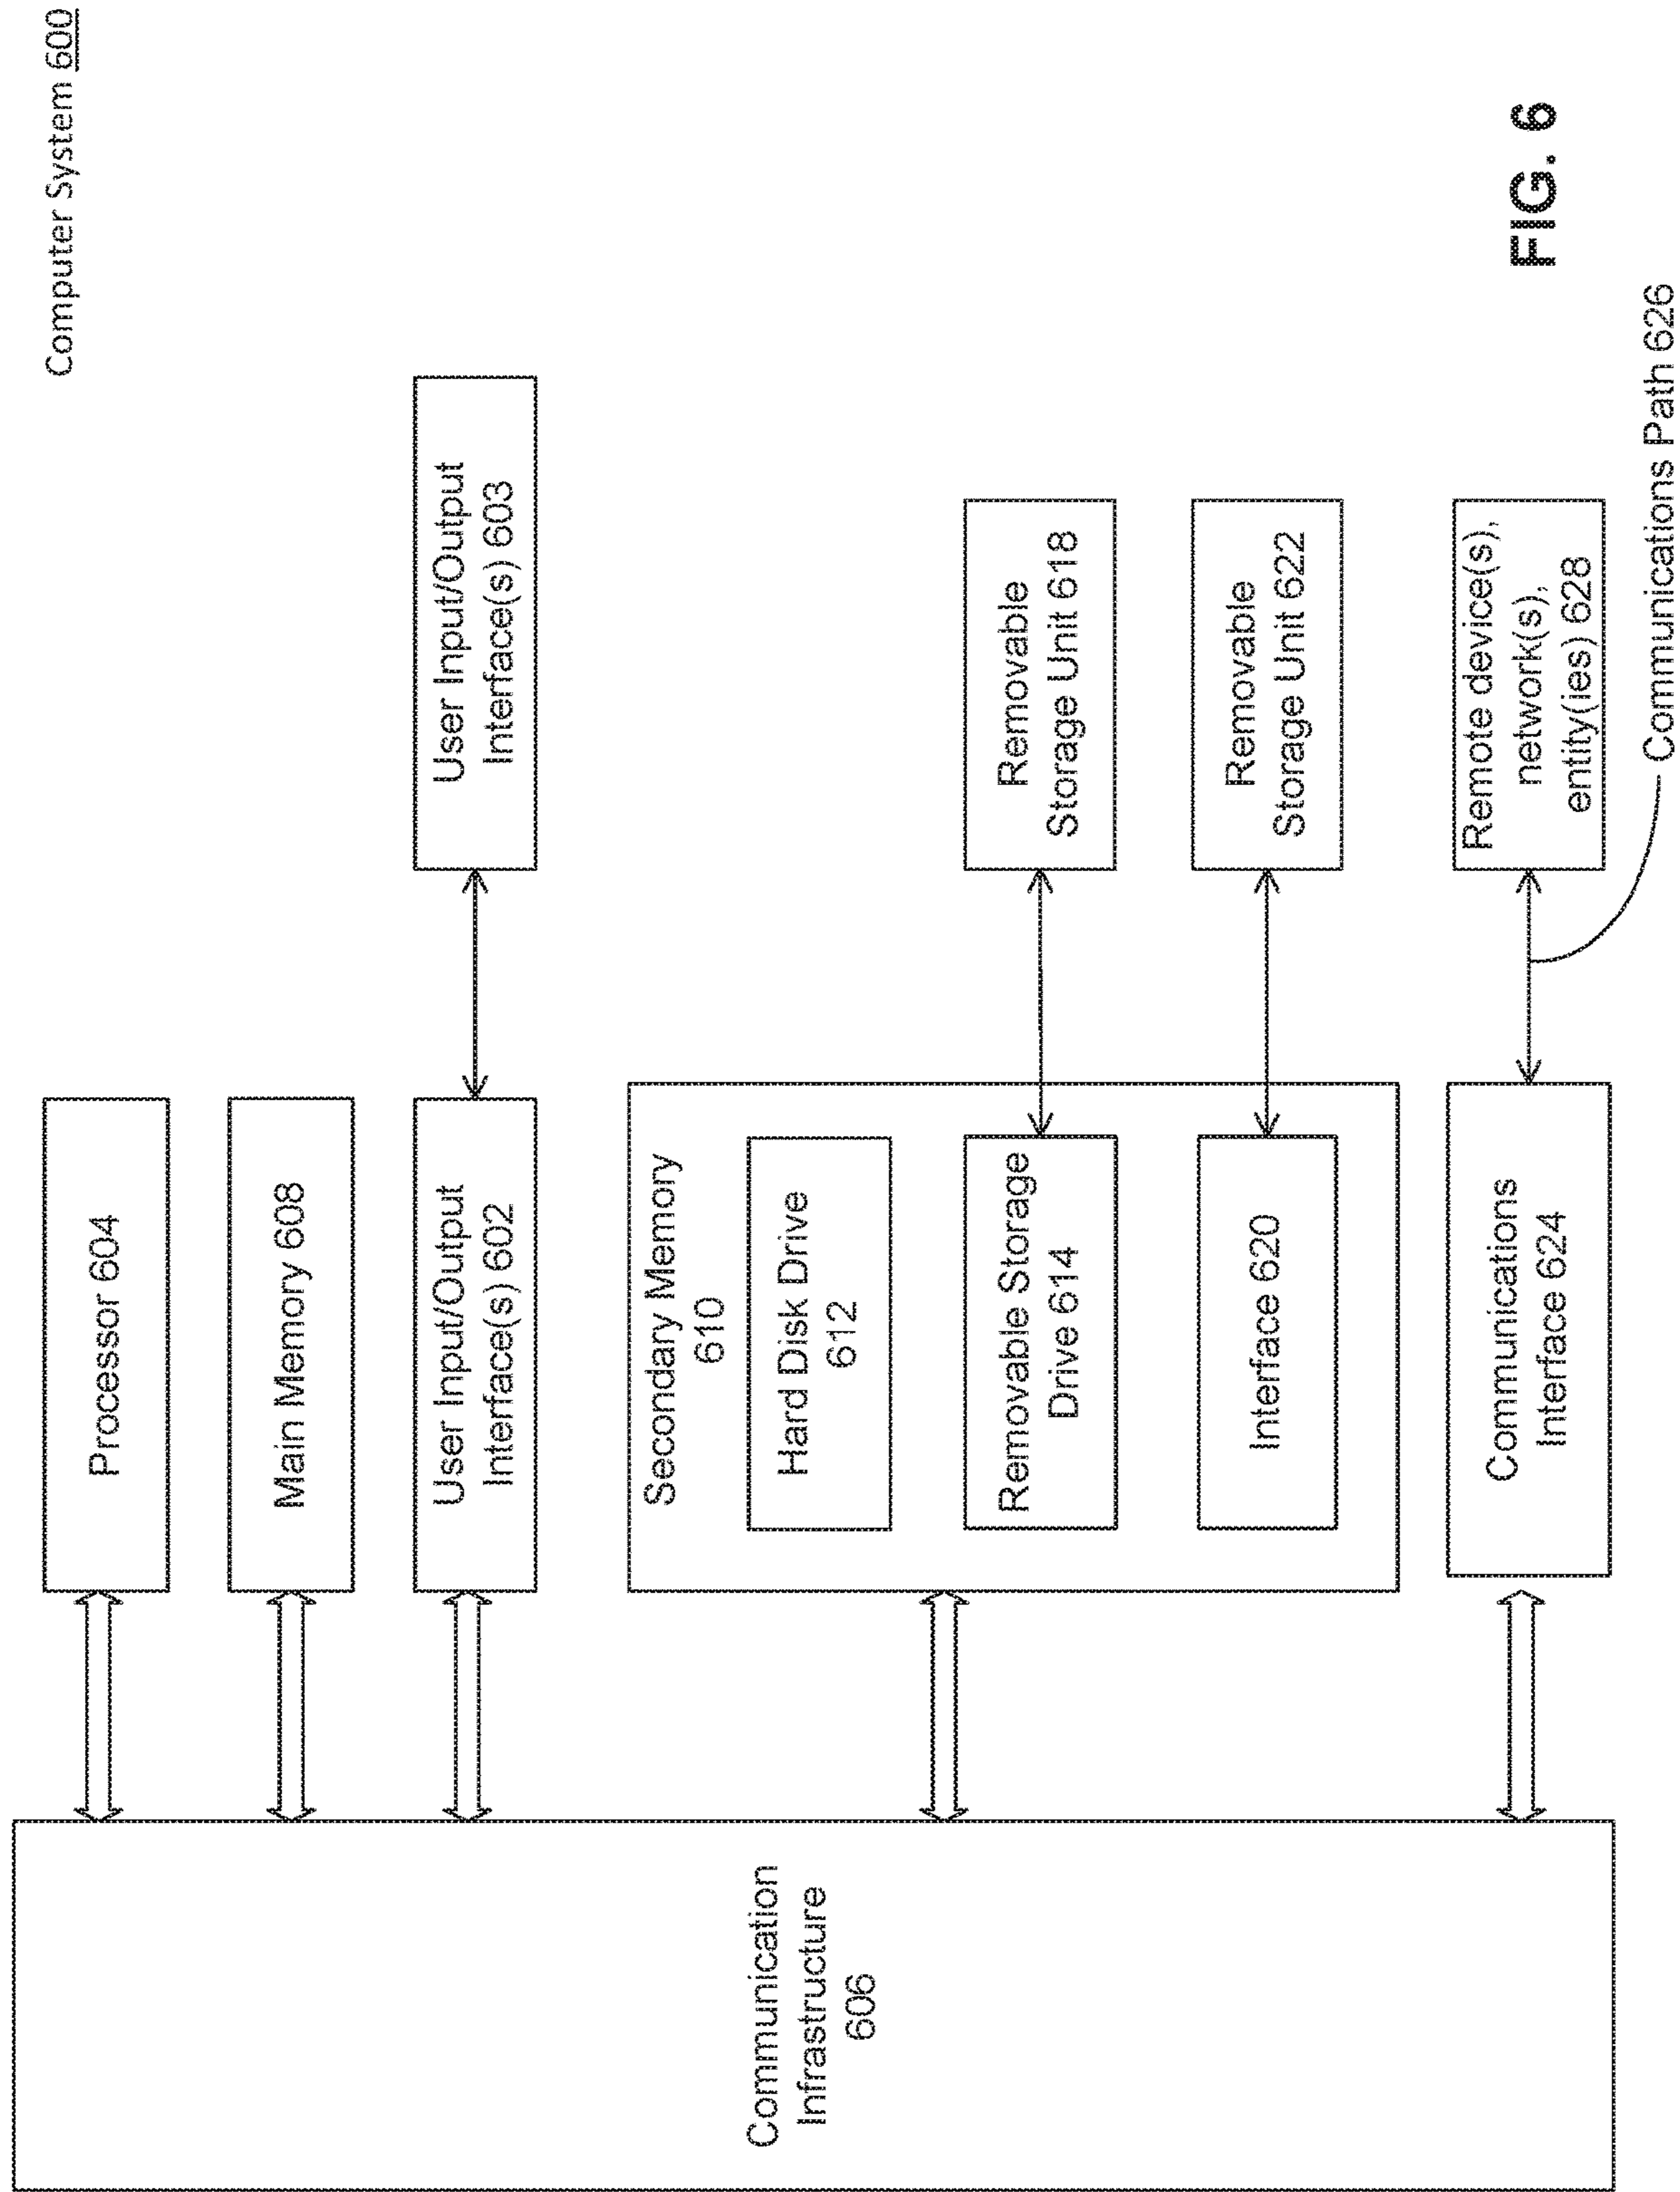 Computer System 600
Communication
Infrastructure
606
Processor 604
Main Memory 608
User Input/Output
Interface(s) 602
User Input/Output
Interface(s) 603
Secondary Memory
610
Hard Disk Drive
612
Removable Storage
Drive 614
Removable
Storage Unit 618
Interface 620
Removable
Storage Unit 622
Communications
Interface 624
Remote device(s),
network(s),
entity(ies) 628
Communications Path 626
FIG. 6